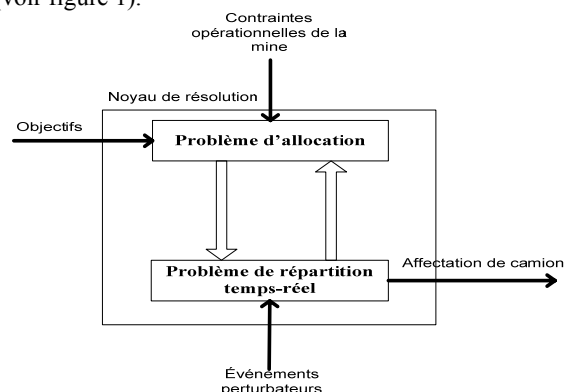 voir figure 1).
Contraintes
opérationnelles de la
mine
Noyau de résolution
Objectifs
Problème d'allocation
Affectation de camion
Problème de répartition
temps-réel
Événements
perturbateurs